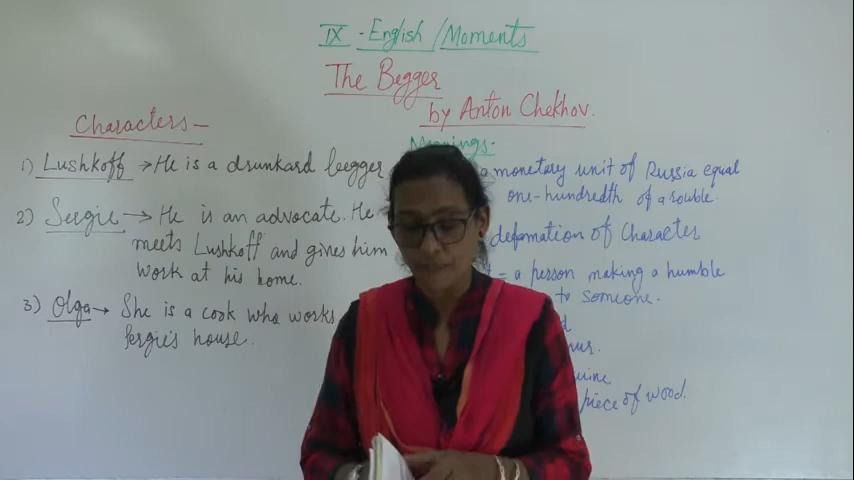 IX - English / Moments
The Begger
by Anton Chekhov.
Characters -
1) Lushkoff → He is a drunkard begger
2) Sergie → He is an advocate. He
meets Lushkoff and gives him
work at his home.
3) Olga → She is a cook who works
Sergie's house.
Meanings:
a monetary unit of Russia equal
one-hundredth of a rouble.
defamation of Character
= a person making a humble
to someone.
piece of wood.